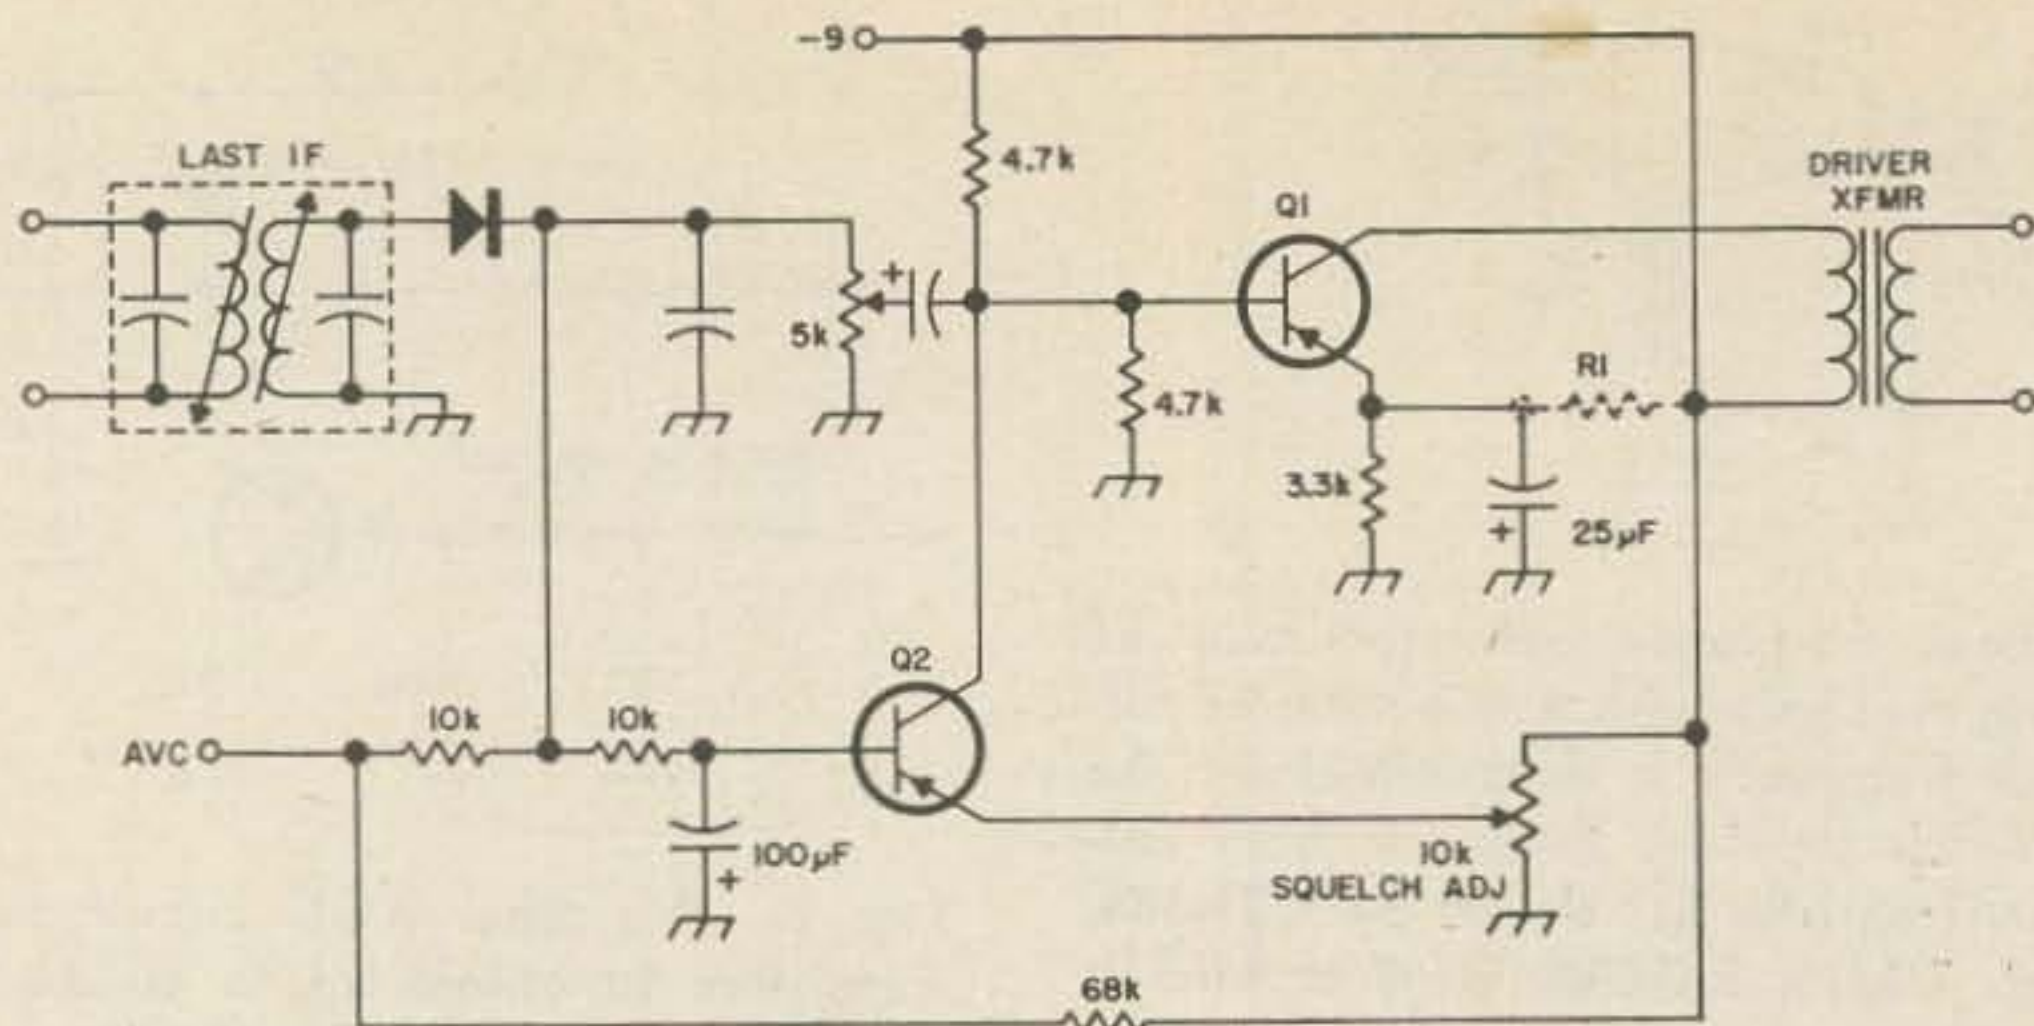 -9
LAST IF
4.7k
Q1
DRIVER
XFMR
+
5k
R1
4.7k
3.3k
+
25µF
Q2
10k
10k
AVC
100µF
+
10k
SQUELCH ADJ
68k